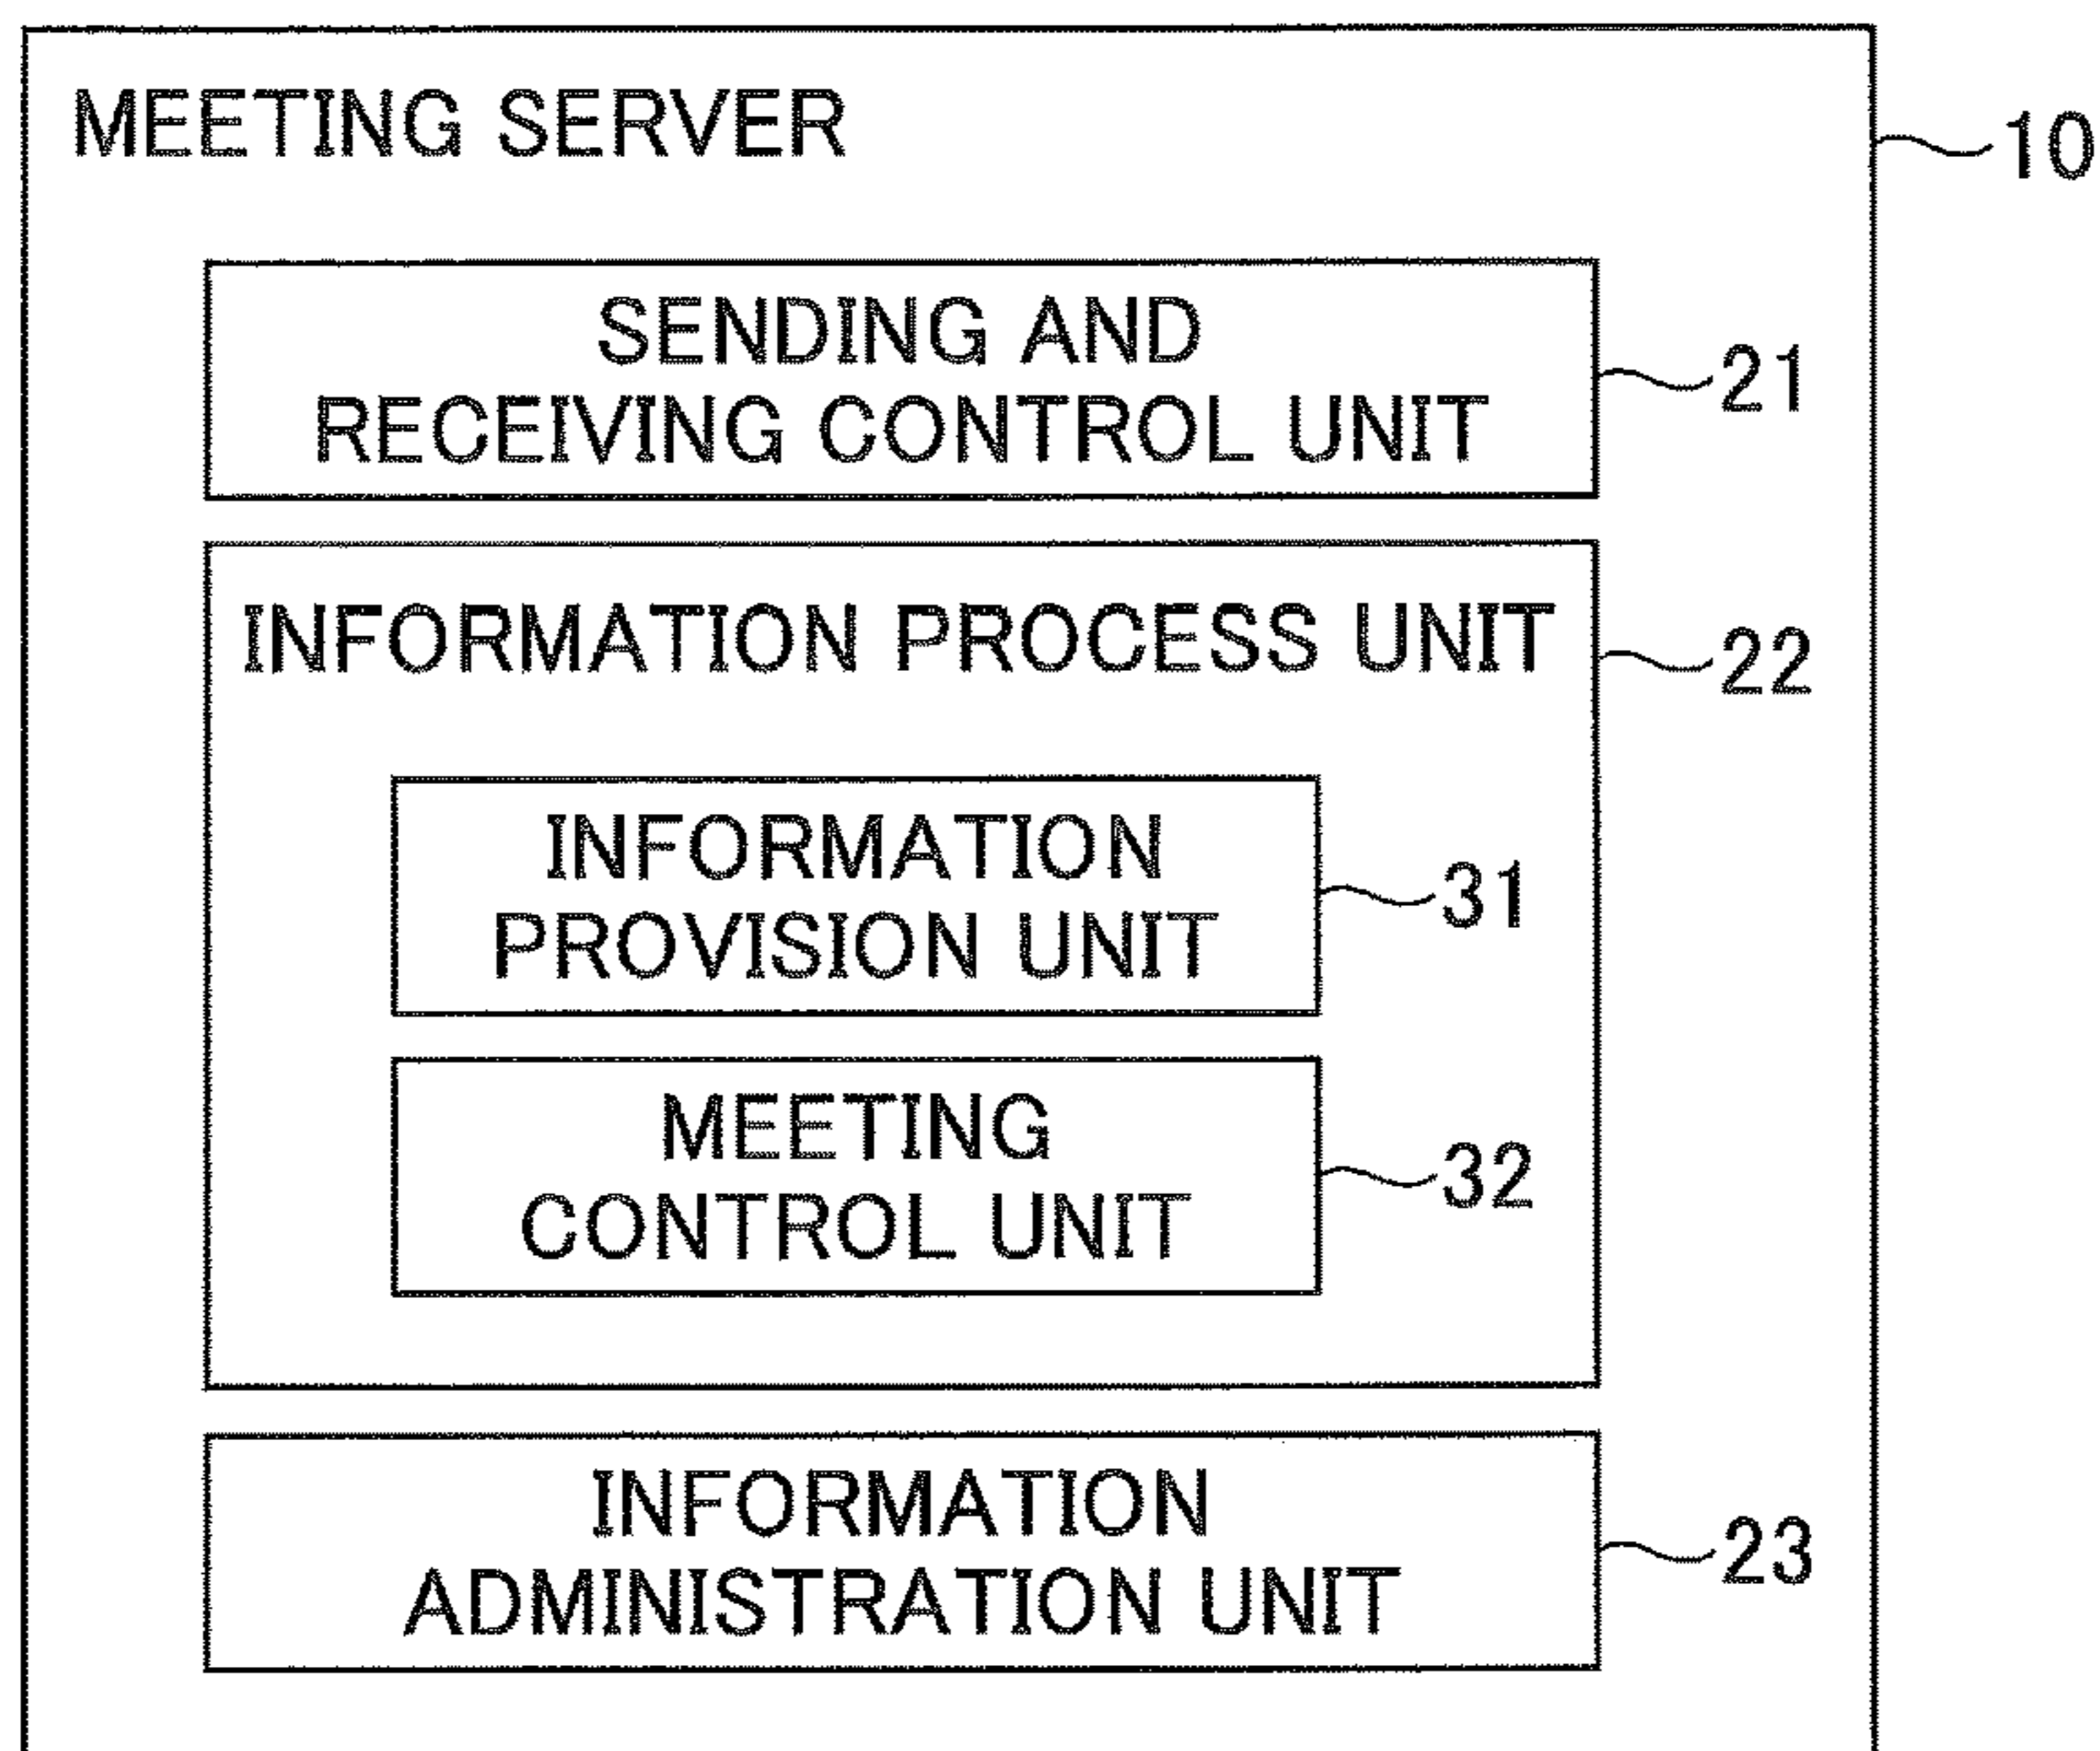 MEETING SERVER
10
SENDING AND
RECEIVING CONTROL UNIT
21
INFORMATION PROCESS UNIT
22
INFORMATION
PROVISION UNIT
31
MEETING
CONTROL UNIT
32
INFORMATION
ADMINISTRATION UNIT
23